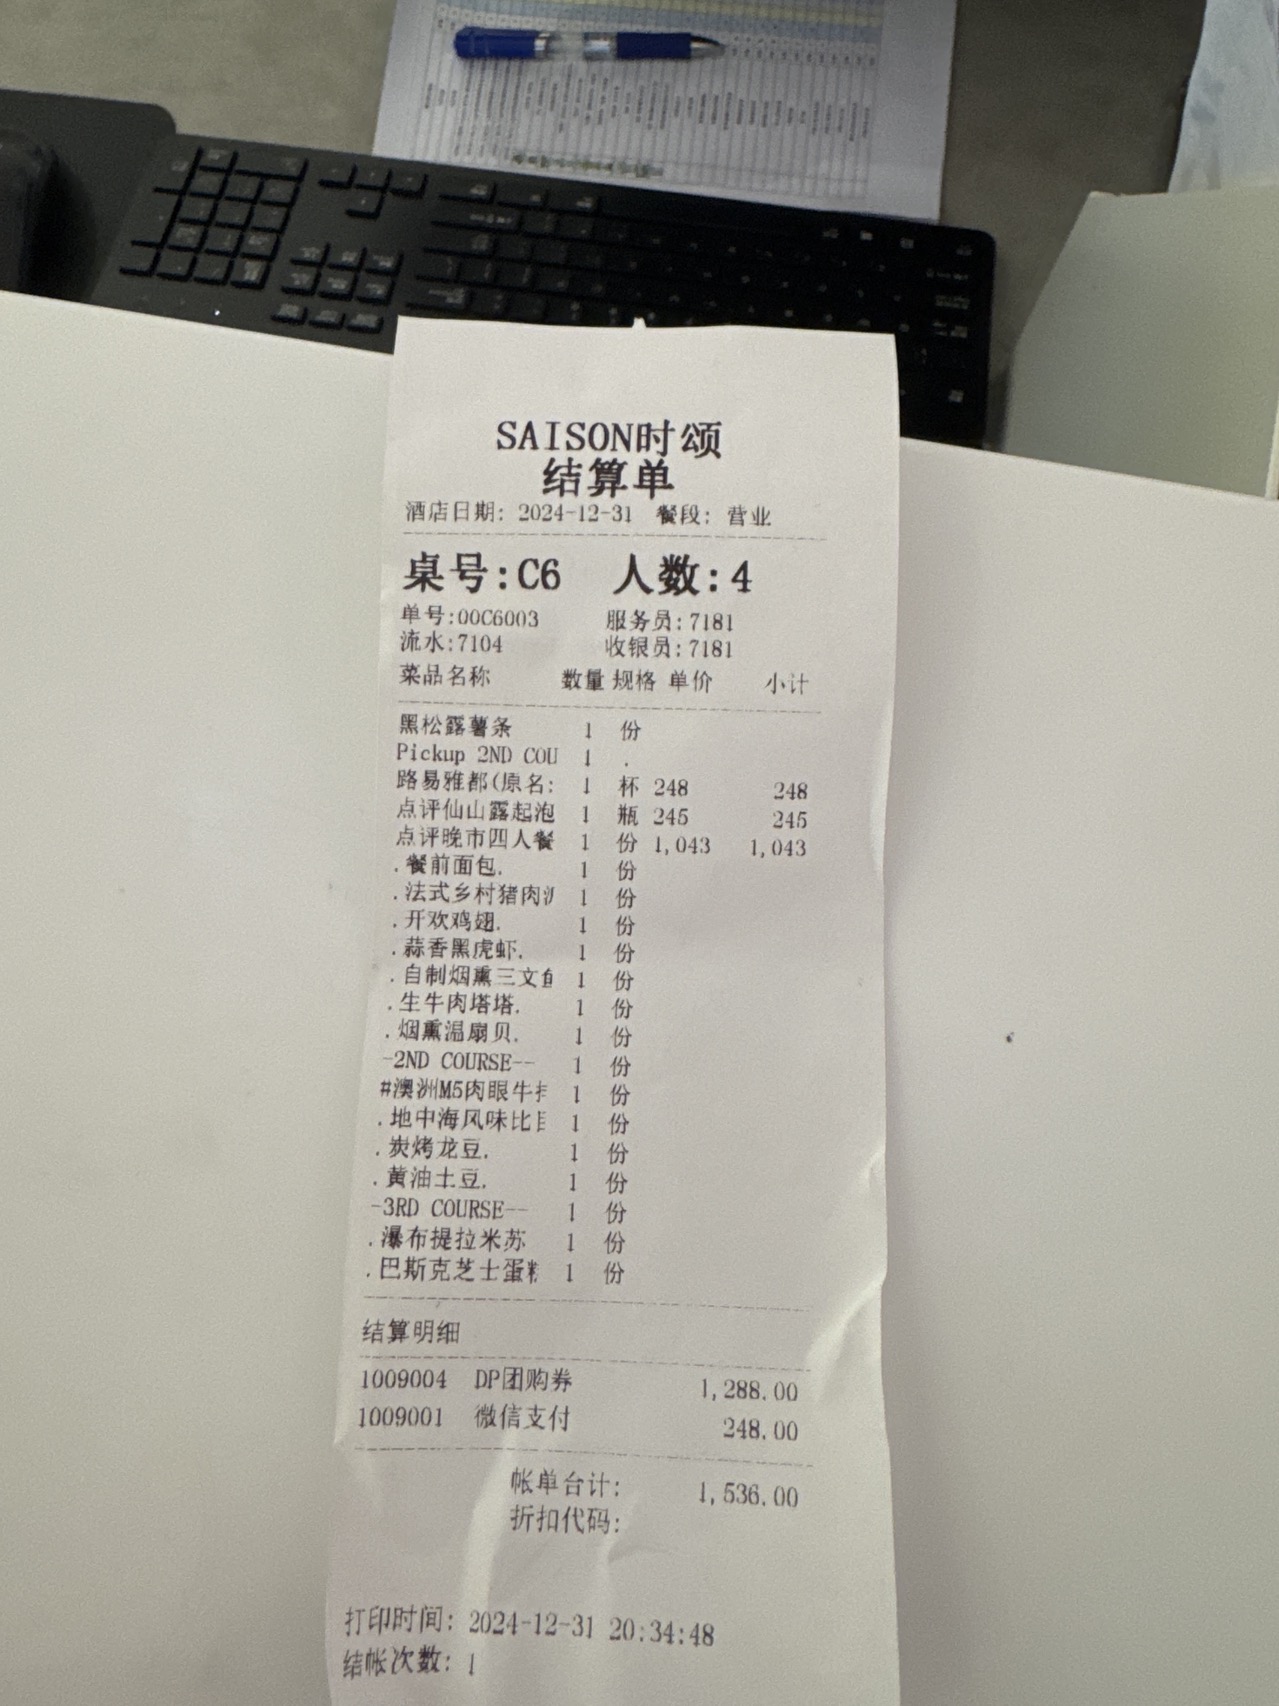 SAISON时颂
结算单
酒店日期: 2024-12-31 餐段: 营业
桌号:C6 人数:4
单号:00C6003 服务员:7181
流水:7104 收银员:7181
菜品名称 数量 规格 单价 小计
黑松露薯条 1 份
Pickup 2ND COU 1 .
路易雅都(原名: 1 杯 248 248
点评仙山露起泡 1 瓶 245 245
点评晚市四人餐 1 份 1,043 1,043
.餐前面包. 1 份
.法式乡村猪肉 1 份
.开欢鸡翅. 1 份
.蒜香黑虎虾. 1 份
.自制烟熏三文鱼 1 份
.生牛肉塔塔. 1 份
.烟熏温扇贝. 1 份
-2ND COURSE-- 1 份
#澳洲M5肉眼牛 1 份
.地中海风味比 1 份
.炭烤龙豆. 1 份
.黄油土豆. 1 份
-3RD COURSE-- 1 份
.瀑布提拉米苏 1 份
.巴斯克芝士蛋糕 1 份
结算明细
1009004 DP团购券 1,288.00
1009001 微信支付 248.00
帐单合计: 1,536.00
折扣代码:
打印时间: 2024-12-31 20:34:48
结帐次数: 1